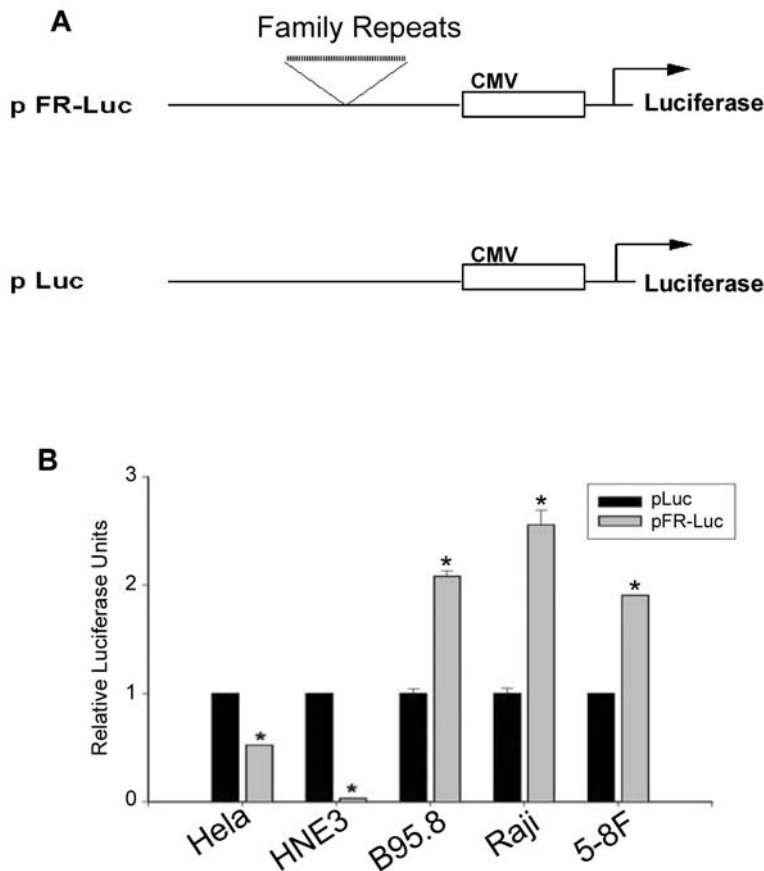 A
Family Repeats
CMV
p FR-Luc
Luciferase
CMV
p Luc
Luciferase
B
3
2
1
0
Relative Luciferase Units
*
*
*
*
*
pLuc
pFR-Luc
Hela
HNE3
B95.8
Raji
5-8F